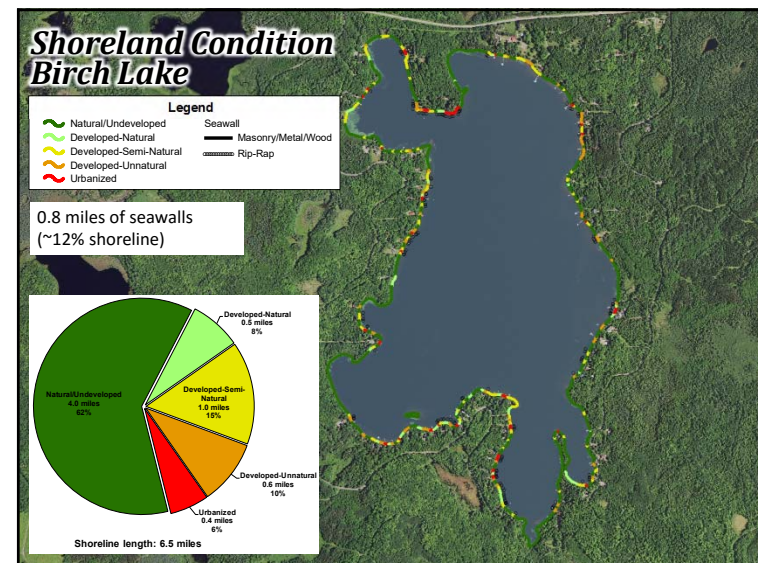 Shoreland Condition
Birch Lake
Legend
Natural/Undeveloped
Developed-Natural
Developed-Semi-Natural
Developed-Unnatural
Urbanized
Seawall
Masonry/Metal/Wood
Rip-Rap
0.8 miles of seawalls
(~12% shoreline)
Developed-Natural
0.5 miles
8%
Natural/Undeveloped
4.0 miles
62%
Developed-Semi-
Natural
1.0 miles
15%
Developed-Unnatural
0.6 miles
10%
Urbanized
0.4 miles
6%
Shoreline length: 6.5 miles